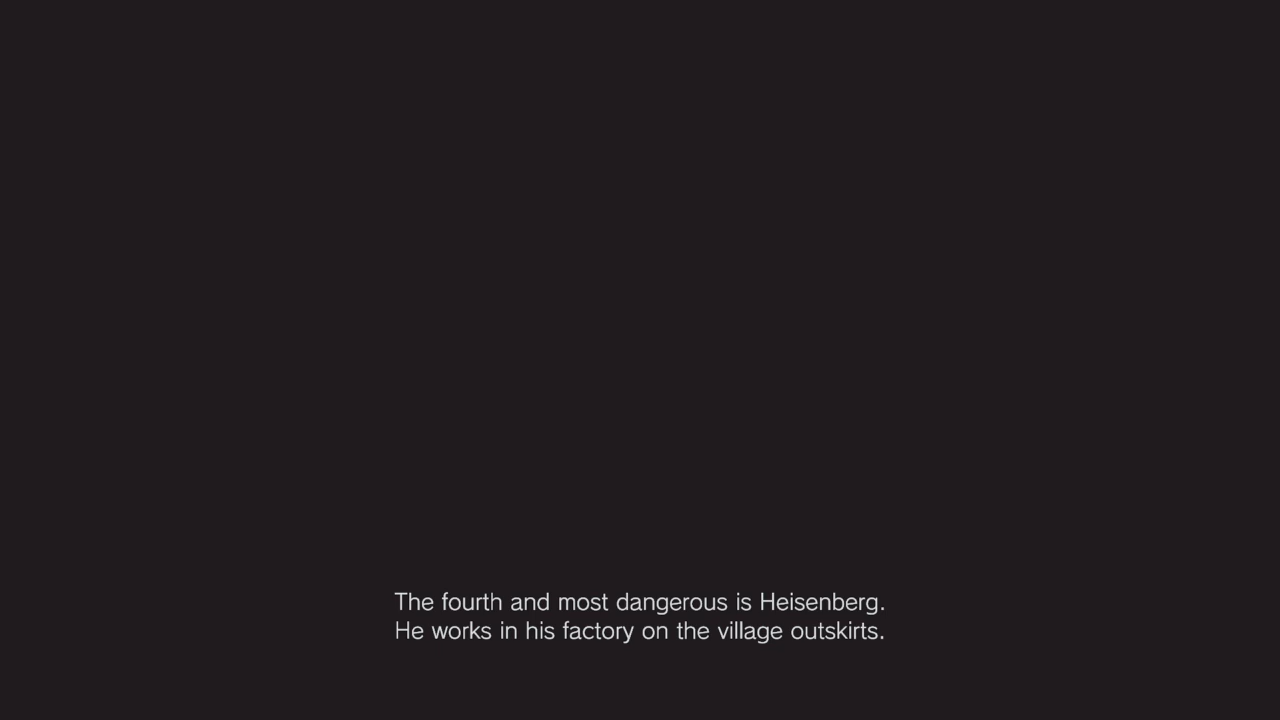 The fourth and most dangerous is Heisenberg.
He works in his factory on the village outskirts.